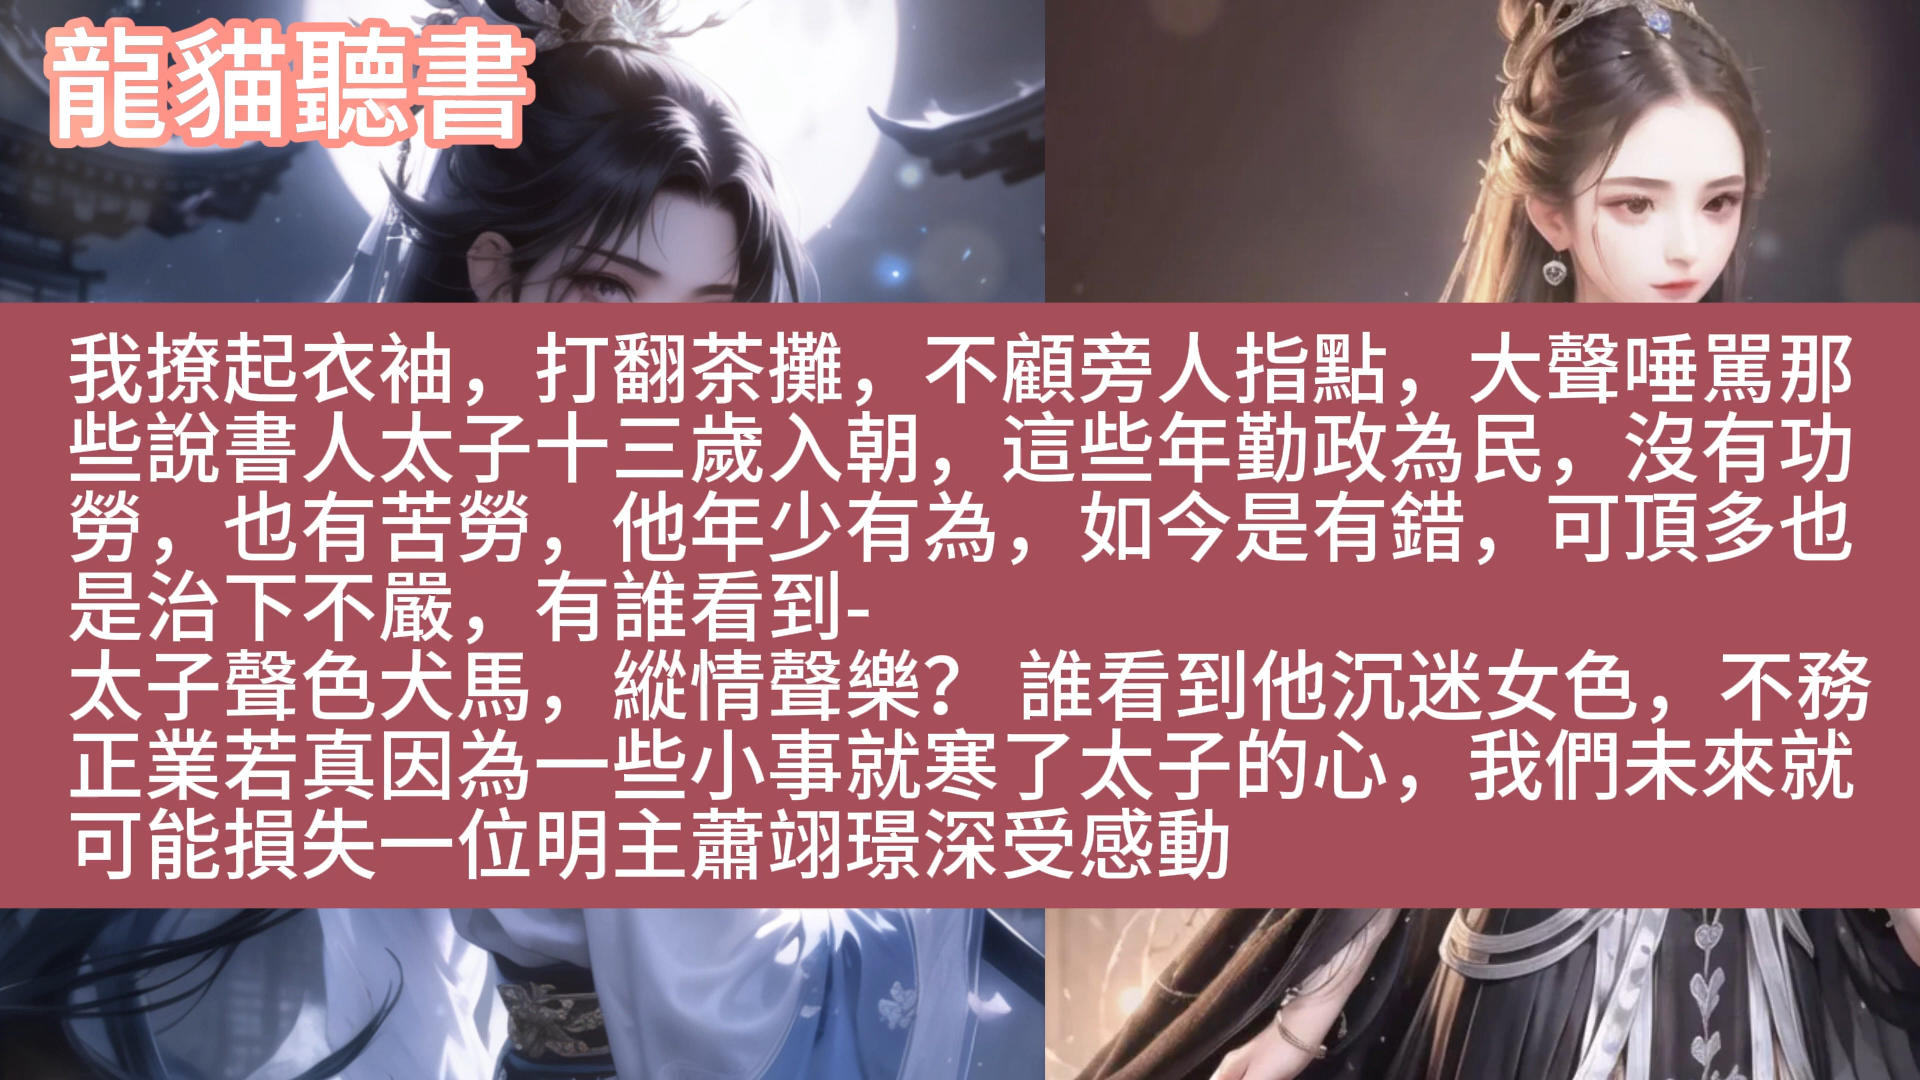 龍貓聽書
我撩起衣袖，打翻茶攤，不顧旁人指點，大聲唾罵那
些說書人太子十三歲入朝，這些年勤政為民，沒有功
勞，也有苦勞，他年少有為，如今是有錯，可頂多也
是治下不嚴，有誰看到-
太子聲色犬馬，縱情聲樂？ 誰看到他沉迷女色，不務
正業若真因為一些小事就寒了太子的心，我們未來就
可能損失一位明主蕭翊璟深受感動